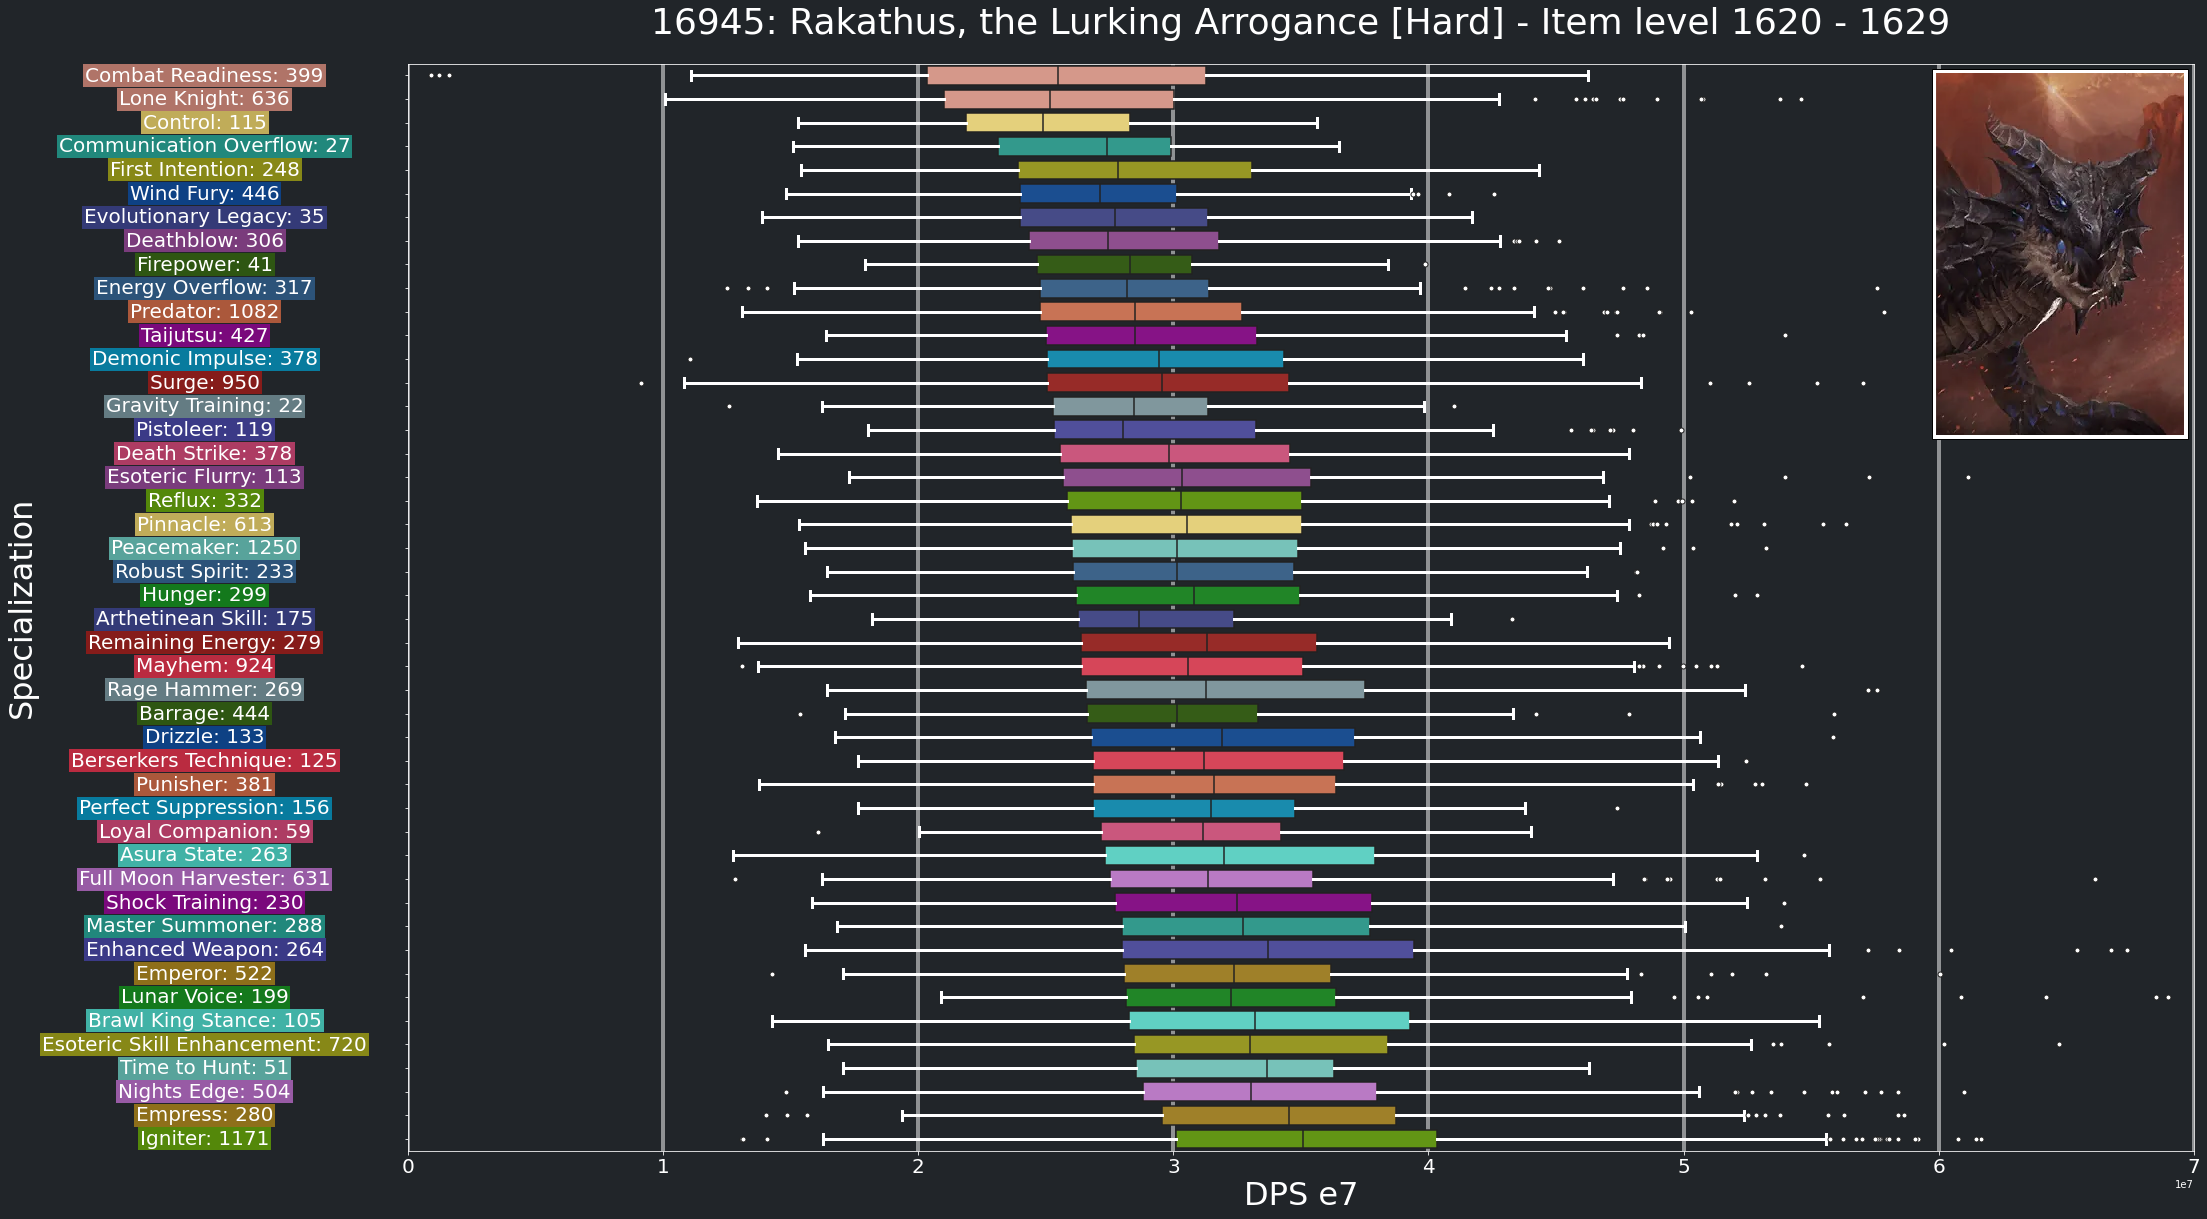 16945: Rakathus, the Lurking Arrogance [Hard] - Item level 1620 - 1629
Specialization
Combat Readiness: 399
Lone Knight: 636
Control: 115
Communication Overflow: 27
First Intention: 248
Wind Fury: 446
Evolutionary Legacy: 35
Deathblow: 306
Firepower: 41
Energy Overflow: 317
Predator: 1082
Taijutsu: 427
Demonic Impulse: 378
Surge: 950
Gravity Training: 22
Pistoleer: 119
Death Strike: 378
Esoteric Flurry: 113
Reflux: 332
Pinnacle: 613
Peacemaker: 1250
Robust Spirit: 233
Hunger: 299
Arthetinean Skill: 175
Remaining Energy: 279
Mayhem: 924
Rage Hammer: 269
Barrage: 444
Drizzle: 133
Berserkers Technique: 125
Punisher: 381
Perfect Suppression: 156
Loyal Companion: 59
Asura State: 263
Full Moon Harvester: 631
Shock Training: 230
Master Summoner: 288
Enhanced Weapon: 264
Emperor: 522
Lunar Voice: 199
Brawl King Stance: 105
Esoteric Skill Enhancement: 720
Time to Hunt: 51
Nights Edge: 504
Empress: 280
Igniter: 1171
0 1 2 3 4 5 6 7
1e7
DPS e7